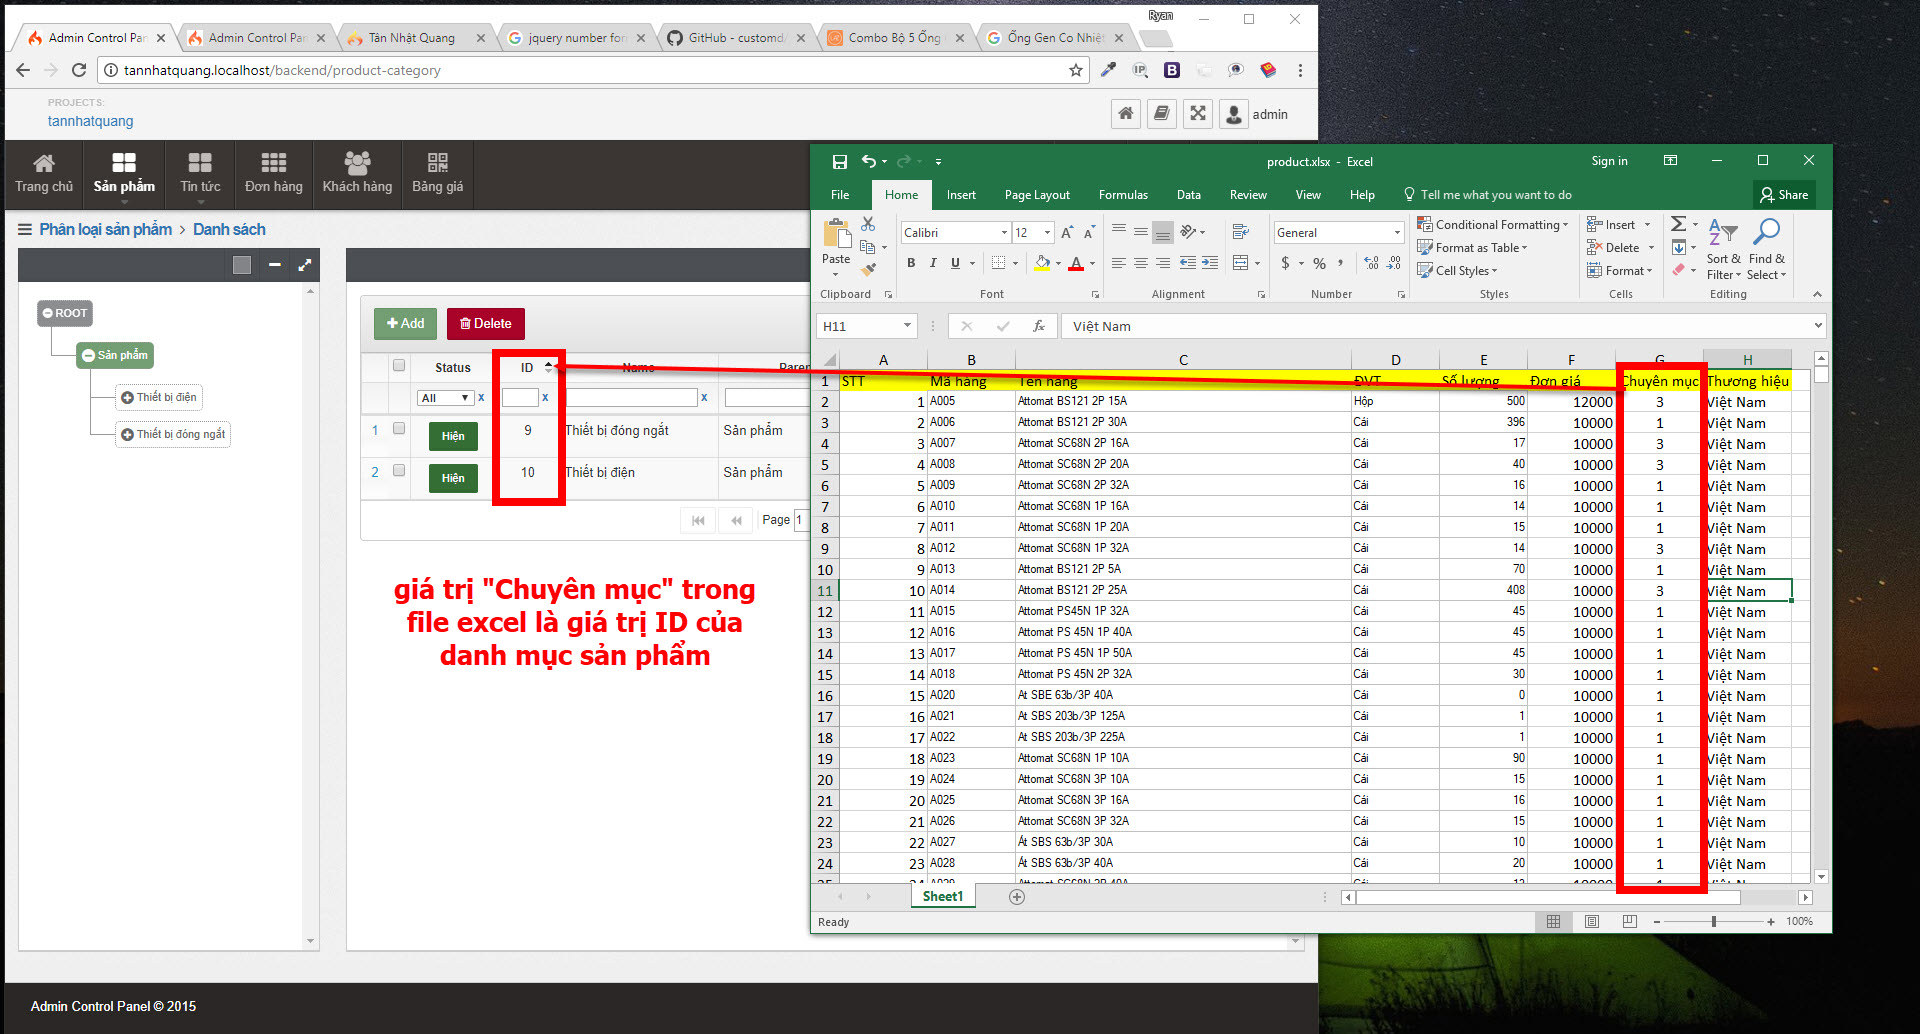 Ryan
Admin Control Pan
Admin Control Pan
Tân Nhật Quang
jquery number for
GitHub - customd/
Combo Bộ 5 Ống
Ống Gen Co Nhiệt
tannhatquang.localhost/backend/product-category
PROJECTS:
tannhatquang
admin
Trang chủ
Sản phẩm
Tin tức
Đơn hàng
Khách hàng
Bảng giá
Phân loại sản phẩm > Danh sách
ROOT
Sản phẩm
Thiết bị điện
Thiết bị đóng ngắt
+ Add
Delete
Status ID Name Paren
All x x x
1 Hiện 9 Thiết bị đóng ngắt Sản phẩm
2 Hiện 10 Thiết bị điện Sản phẩm
Page 1
giá trị "Chuyên mục" trong
file excel là giá trị ID của
danh mục sản phẩm
Admin Control Panel © 2015
product.xlsx - Excel
Sign in
File Home Insert Page Layout Formulas Data Review View Help Tell me what you want to do Share
Paste
Clipboard
Calibri 12
B I U
Font
Alignment
General
$ % ,
Number
Conditional Formatting
Format as Table
Cell Styles
Styles
Insert
Delete
Format
Cells
Sort & Filter
Find & Select
Editing
H11 fx Việt Nam
A B C D E F G H
1 STT Mã hàng Tên hàng ĐVT Số lượng Đơn giá Chuyên mục Thương hiệu
2 1 A005 Attomat BS121 2P 15A Hộp 500 12000 3 Việt Nam
3 2 A006 Attomat BS121 2P 30A Cái 396 10000 1 Việt Nam
4 3 A007 Attomat SC68N 2P 16A Cái 17 10000 3 Việt Nam
5 4 A008 Attomat SC68N 2P 20A Cái 40 10000 3 Việt Nam
6 5 A009 Attomat SC68N 2P 32A Cái 16 10000 1 Việt Nam
7 6 A010 Attomat SC68N 1P 16A Cái 14 10000 1 Việt Nam
8 7 A011 Attomat SC68N 1P 20A Cái 15 10000 1 Việt Nam
9 8 A012 Attomat SC68N 1P 32A Cái 14 10000 3 Việt Nam
10 9 A013 Attomat BS121 2P 5A Cái 70 10000 1 Việt Nam
11 10 A014 Attomat BS121 2P 25A Cái 408 10000 3 Việt Nam
12 11 A015 Attomat PS45N 1P 32A Cái 45 10000 1 Việt Nam
13 12 A016 Attomat PS 45N 1P 40A Cái 45 10000 1 Việt Nam
14 13 A017 Attomat PS 45N 1P 50A Cái 45 10000 1 Việt Nam
15 14 A018 Attomat PS 45N 2P 32A Cái 30 10000 1 Việt Nam
16 15 A020 At SBE 63b/3P 40A Cái 0 10000 1 Việt Nam
17 16 A021 At SBS 203b/3P 125A Cái 1 10000 1 Việt Nam
18 17 A022 At SBS 203b/3P 225A Cái 1 10000 1 Việt Nam
19 18 A023 Attomat SC68N 1P 10A Cái 90 10000 1 Việt Nam
20 19 A024 Attomat SC68N 3P 10A Cái 15 10000 1 Việt Nam
21 20 A025 Attomat SC68N 3P 16A Cái 16 10000 1 Việt Nam
22 21 A026 Attomat SC68N 3P 32A Cái 15 10000 1 Việt Nam
23 22 A027 Át SBS 63b/3P 30A Cái 10 10000 1 Việt Nam
24 23 A028 Át SBS 63b/3P 40A Cái 20 10000 1 Việt Nam
Sheet1
Ready
100%